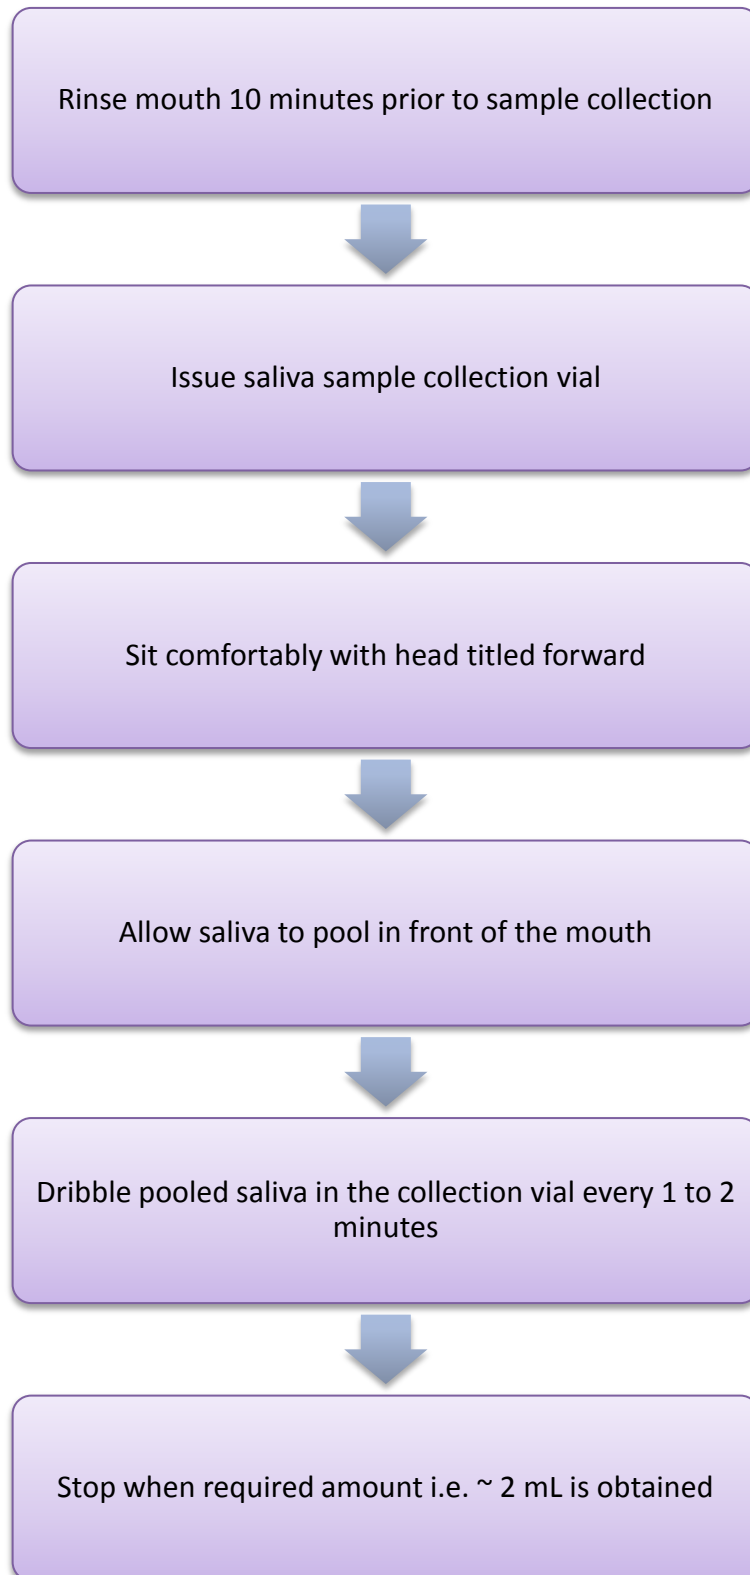 Rinse mouth 10 minutes prior to sample collection
Issue saliva sample collection vial
Sit comfortably with head titled forward
Allow saliva to pool in front of the mouth
Dribble pooled saliva in the collection vial every 1 to 2
minutes
Stop when required amount i.e. ~ 2 mL is obtained